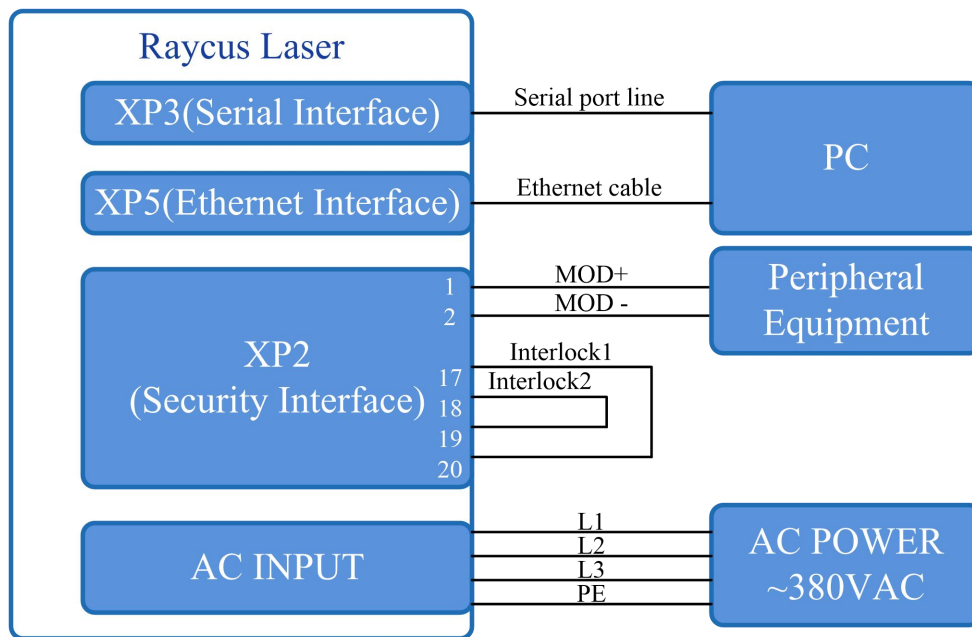 Raycus Laser
XP3(Serial Interface)
Serial port line
PC
XP5(Ethernet Interface)
Ethernet cable
XP2
(Security Interface)
1
2
17
18
19
20
MOD+
MOD -
Peripheral
Equipment
Interlock1
Interlock2
AC INPUT
L1
L2
L3
PE
AC POWER
~380VAC